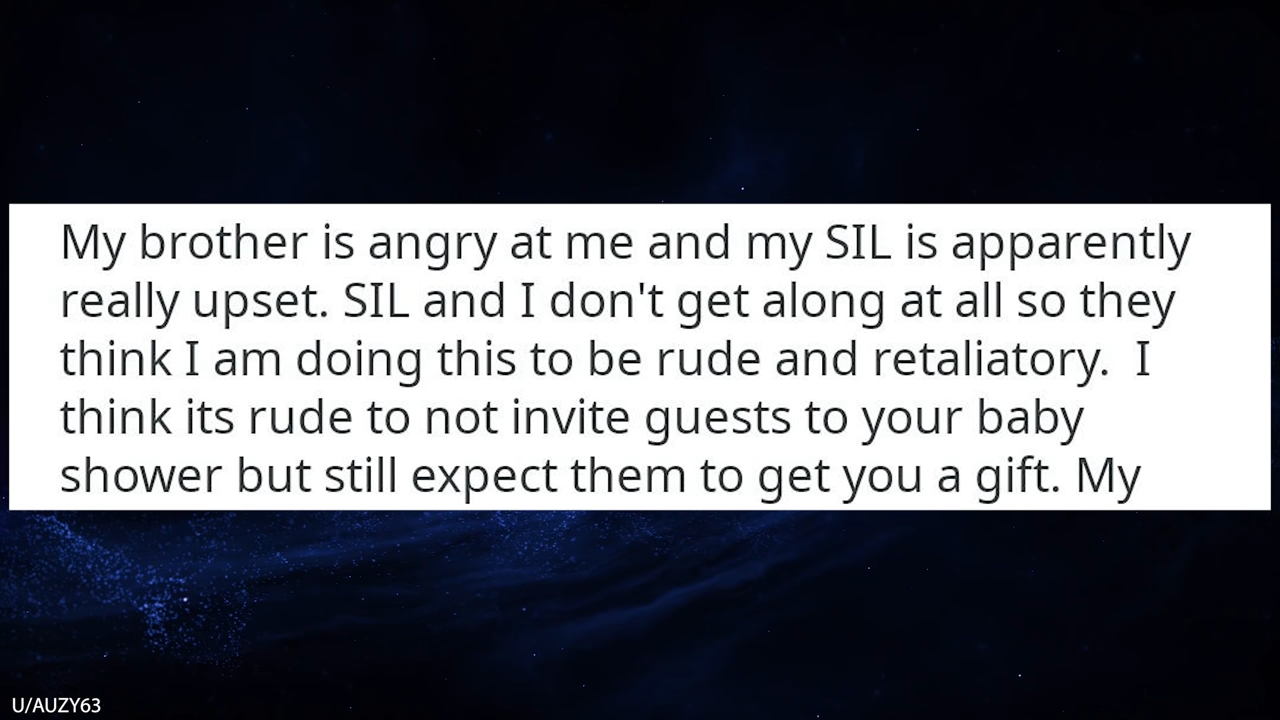 My brother is angry at me and my SIL is apparently
really upset. SIL and I don't get along at all so they
think I am doing this to be rude and retaliatory.  I
think its rude to not invite guests to your baby
shower but still expect them to get you a gift. My
U/AUZY63